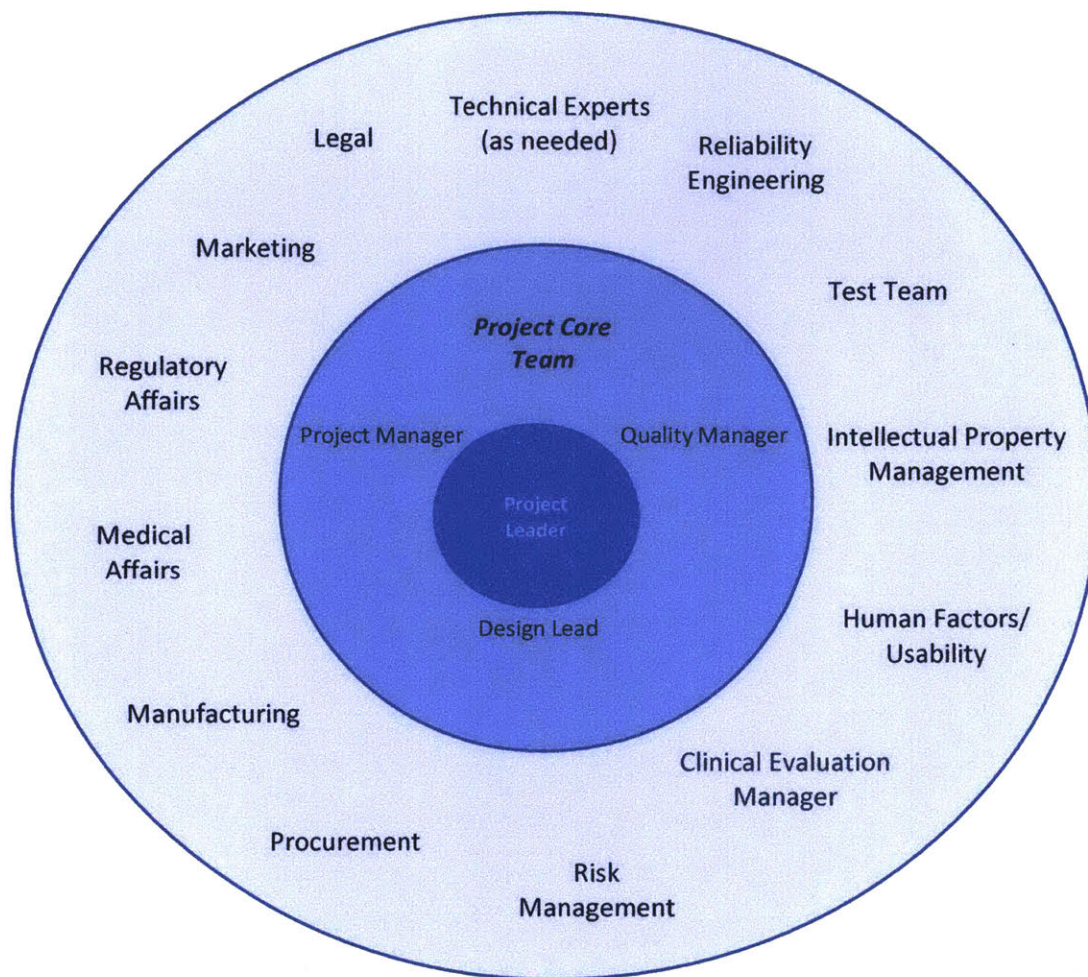 Technical Experts
(as needed)
Legal
Reliability
Engineering
Marketing
Test Team
Project Core
Team
Regulatory
Affairs
Project Manager
Quality Manager
Intellectual Property
Management
Project
Leader
Medical
Affairs
Design Lead
Human Factors/
Usability
Manufacturing
Clinical Evaluation
Manager
Procurement
Risk
Management